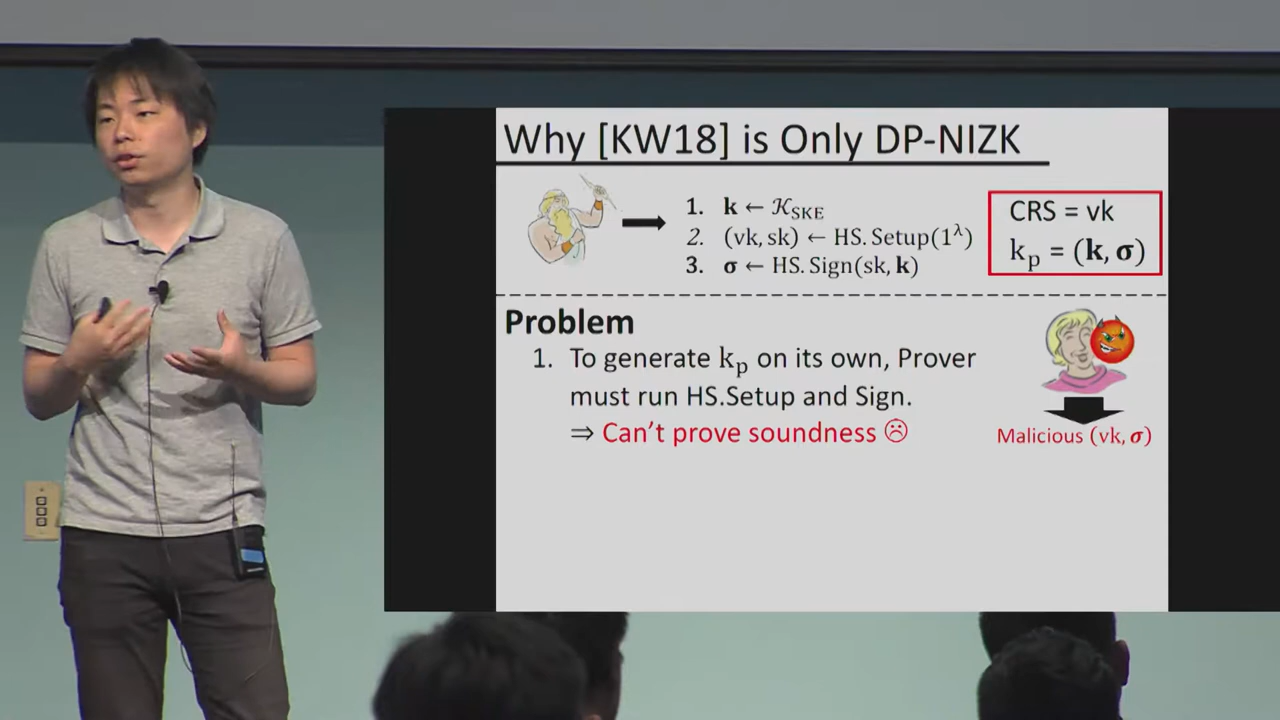 Why [KW18] is Only DP-NIZK
1. k ← 𝒦SKE
2. (vk, sk) ← HS. Setup(1^λ)
3. σ ← HS. Sign(sk, k)
CRS = vk
kp = (k, σ)
Problem
1. To generate kp on its own, Prover
must run HS.Setup and Sign.
⇒ Can't prove soundness ☹
Malicious (vk, σ)